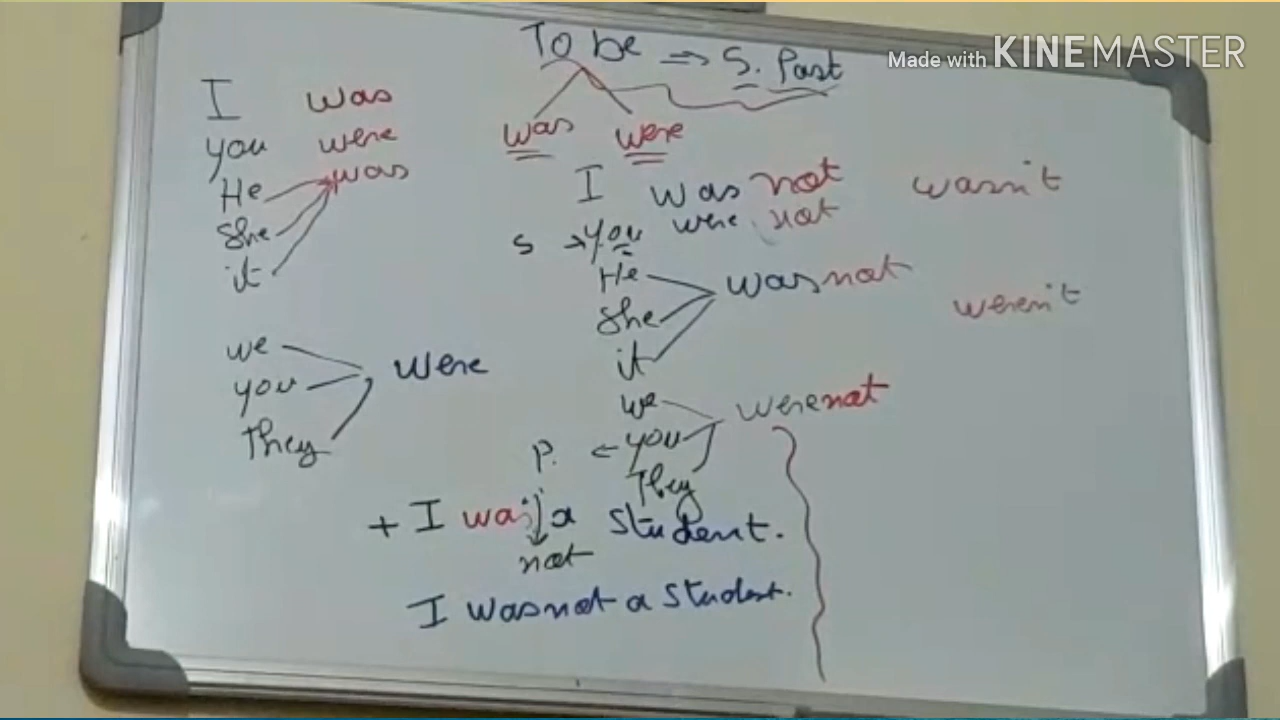 Made with KINEMASTER
To be ⇒ S. Past
was were
I was
you were
He
She
it
was
we
you
They
were
I was not wasn't
S → you were not
He
She
it
was not
weren't
we
P. ← you
They
were not
+ I was a student.
not
I was not a student.